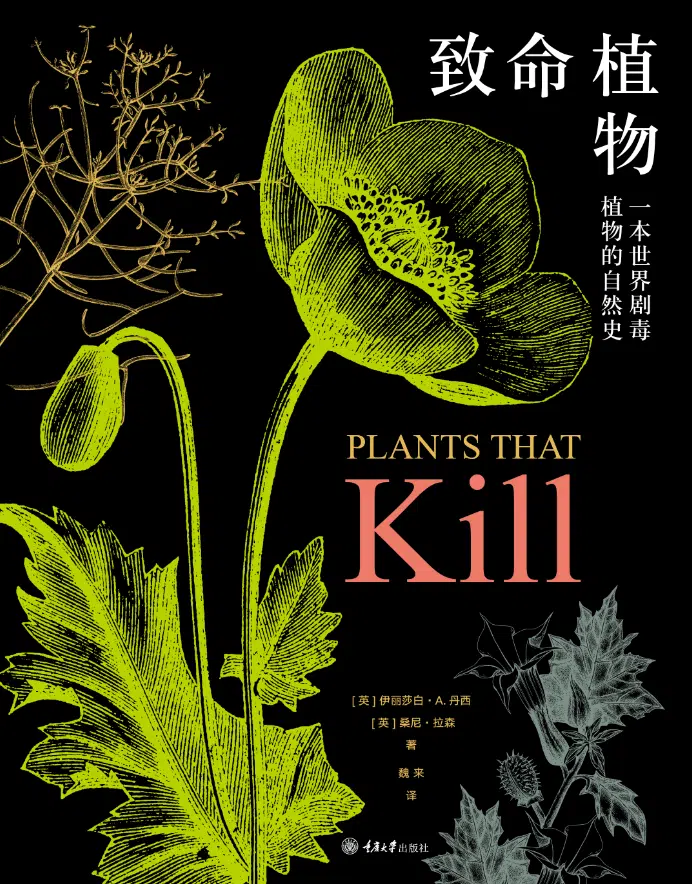 致命植
物
一本世界剧毒
植物的自然史
PLANTS THAT
Kill
[英]伊丽莎白·A.丹西
[英]桑尼·拉森
著
魏来
译
重庆大学出版社